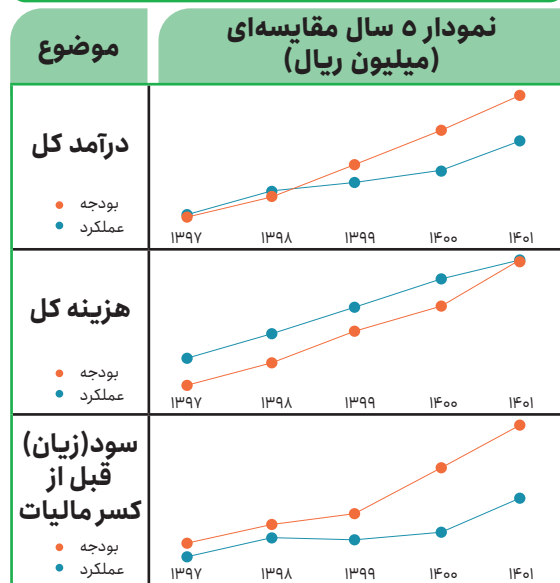 موضوع
نمودار ۵ سال مقایسه‌ای
(میلیون ریال)
درآمد کل
بودجه
عملکرد
۱۳۹۷ ۱۳۹۸ ۱۳۹۹ ۱۴۰۰ ۱۴۰۱
هزینه کل
بودجه
عملکرد
۱۳۹۷ ۱۳۹۸ ۱۳۹۹ ۱۴۰۰ ۱۴۰۱
سود(زیان)
قبل از
کسر مالیات
بودجه
عملکرد
۱۳۹۷ ۱۳۹۸ ۱۳۹۹ ۱۴۰۰ ۱۴۰۱